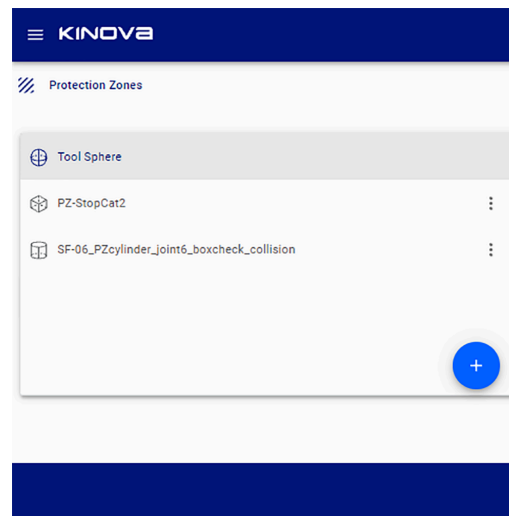 KINOVA
Protection Zones
Tool Sphere
PZ-StopCat2
SF-06_PZcylinder_joint6_boxcheck_collision